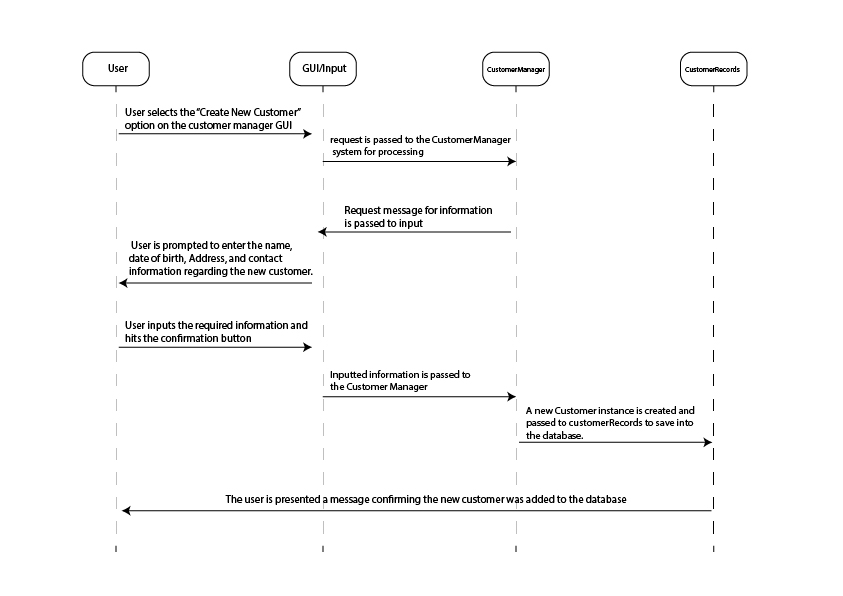 User
GUI/Input
CustomerManager
CustomerRecords
User selects the "Create New Customer"
option on the customer manager GUI
request is passed to the CustomerManager
system for processing
Request message for information
is passed to input
User is prompted to enter the name,
date of birth, Address, and contact
information regarding the new customer.
User inputs the required information and
hits the confirmation button
Inputted information is passed to
the Customer Manager
A new Customer instance is created and
passed to customerRecords to save into
the database.
The user is presented a message confirming the new customer was added to the database